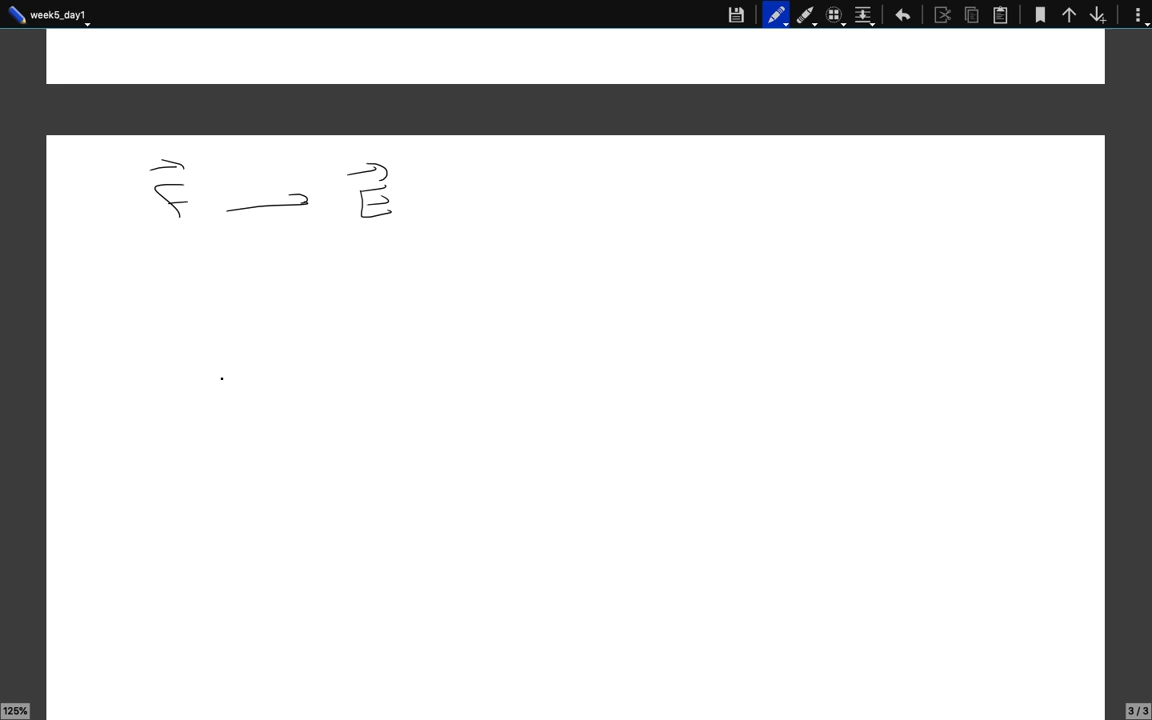 week5_day1
F⃗ → E⃗
125%
3 / 3